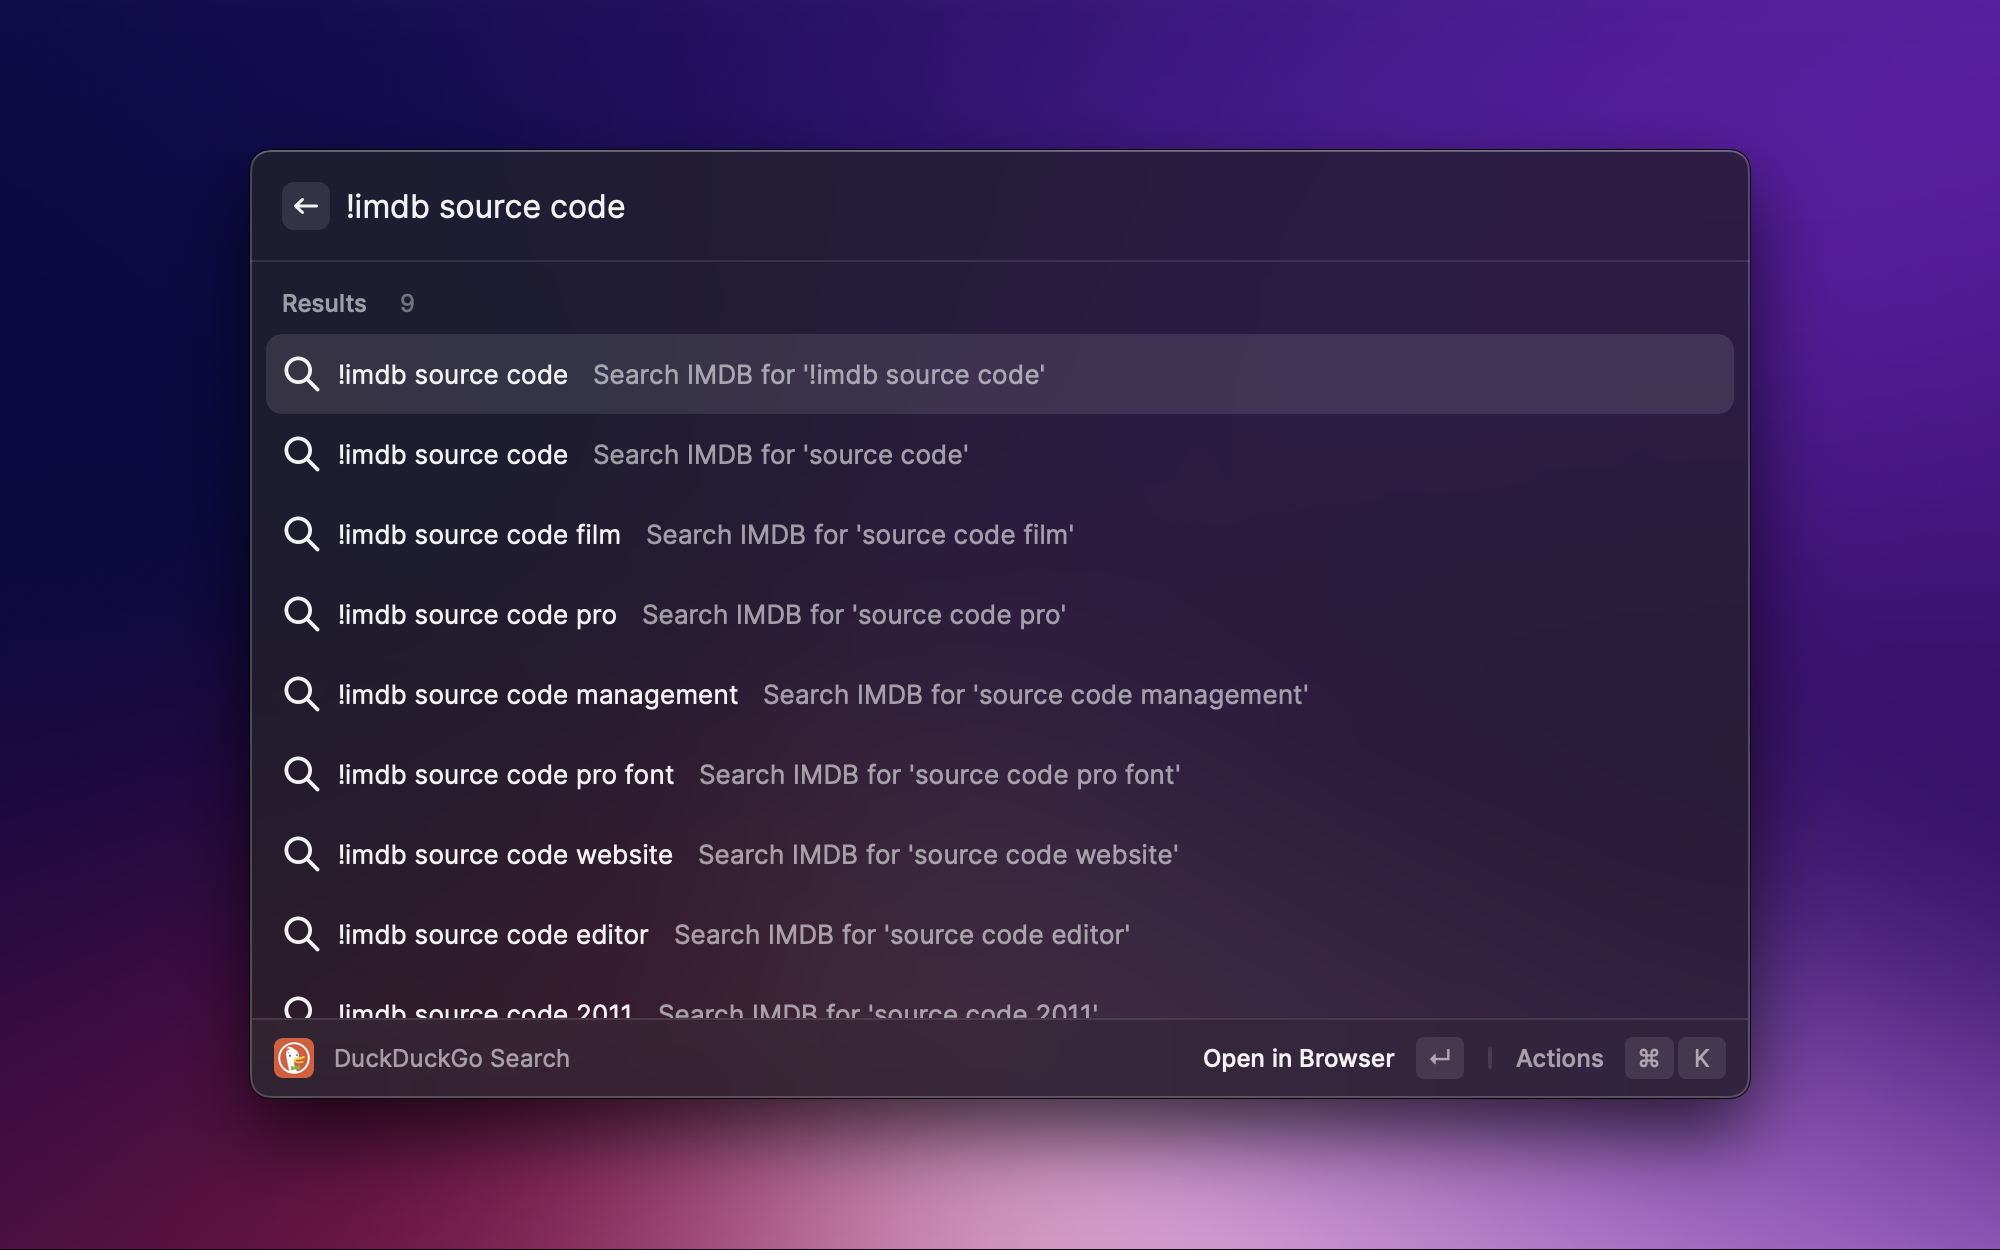 !imdb source code
Results 9
!imdb source code Search IMDB for '!imdb source code'
!imdb source code Search IMDB for 'source code'
!imdb source code film Search IMDB for 'source code film'
!imdb source code pro Search IMDB for 'source code pro'
!imdb source code management Search IMDB for 'source code management'
!imdb source code pro font Search IMDB for 'source code pro font'
!imdb source code website Search IMDB for 'source code website'
!imdb source code editor Search IMDB for 'source code editor'
!imdb source code 2011 Search IMDB for 'source code 2011'
DuckDuckGo Search Open in Browser ↵ Actions ⌘ K